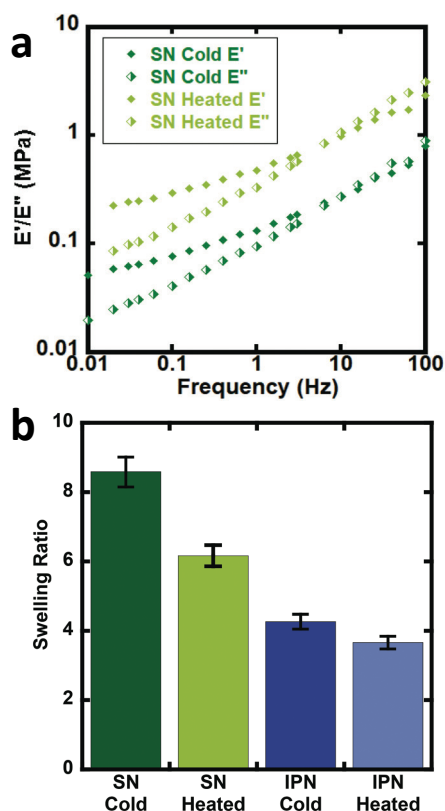 a
10
1
0.1
0.01
E'/E" (MPa)
SN Cold E'
SN Cold E"
SN Heated E'
SN Heated E"
0.01 0.1 1 10 100
Frequency (Hz)
b
10
8
6
4
2
0
Swelling Ratio
SN SN IPN IPN
Cold Heated Cold Heated